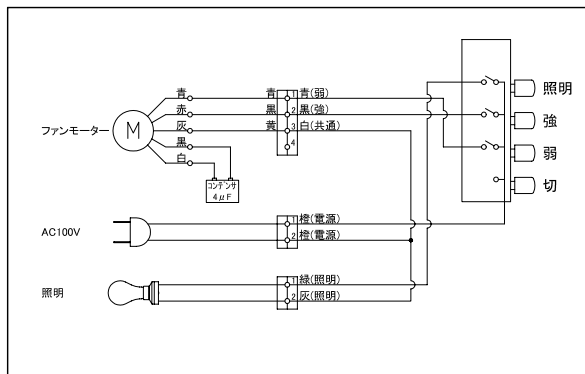 青 青 1 青(弱)
赤 黒 2 黒(強)
灰 黄 3 白(共通)
黒 4
白
ファンモーター M
コンデンサ
4μF
照明
強
弱
切
AC100V
1 橙(電源)
2 橙(電源)
照明
1 緑(照明)
2 灰(照明)